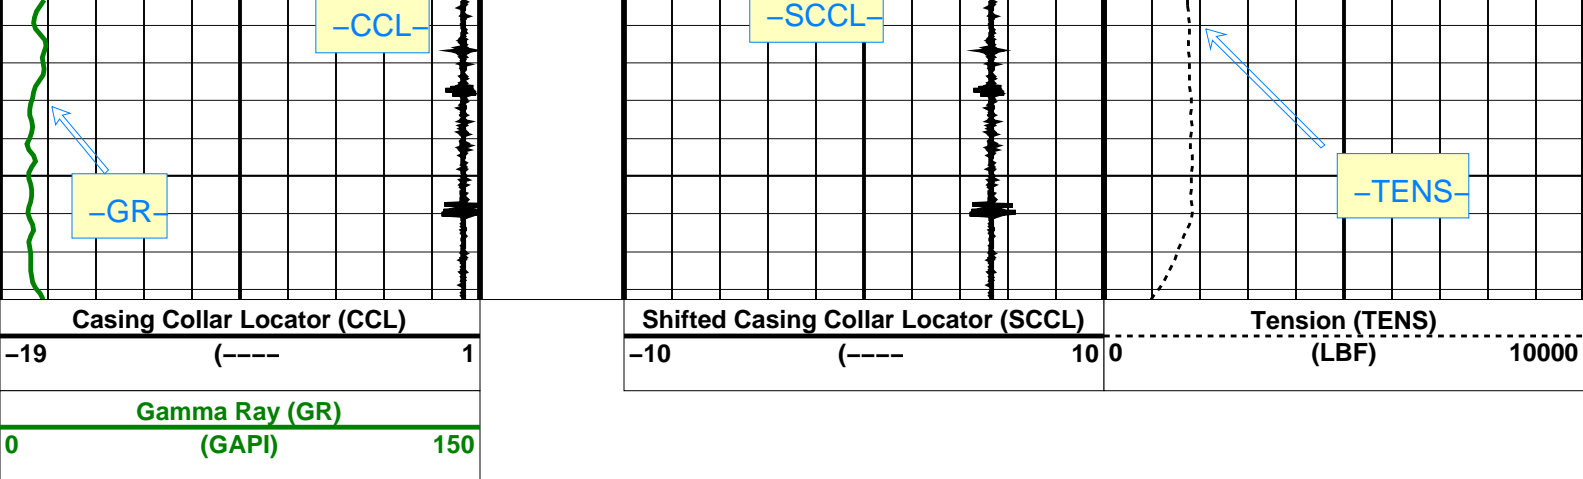 –CCL–
–SCCL–
–GR–
–TENS–
Casing Collar Locator (CCL)
–19 (–––– 1
Gamma Ray (GR)
0 (GAPI) 150
Shifted Casing Collar Locator (SCCL)
–10 (–––– 10
Tension (TENS)
0 (LBF) 10000